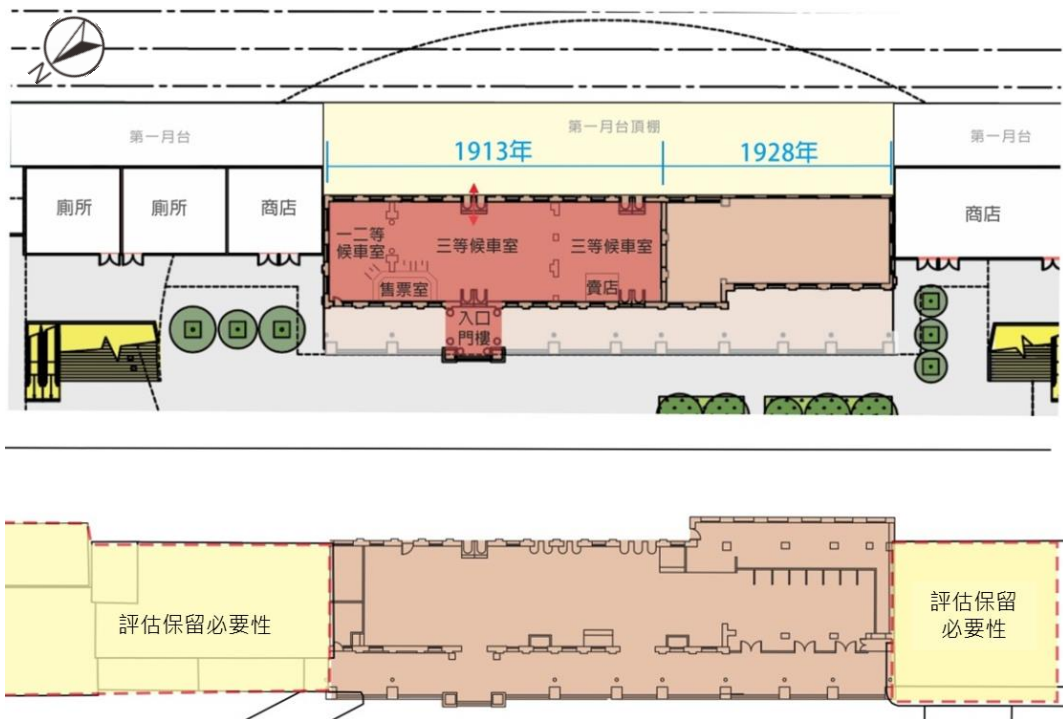 N
第一月台
第一月台頂棚
第一月台
1913年
1928年
廁所
廁所
商店
一二等
候車室
三等候車室
三等候車室
商店
售票室
賣店
入口
門樓
評估保留必要性
評估保留
必要性